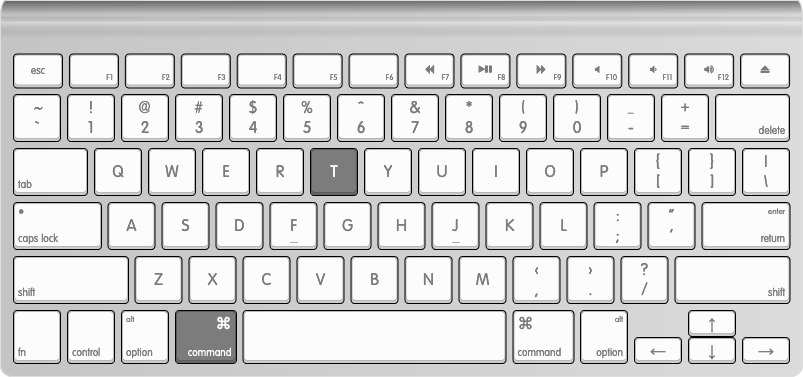 esc F1 F2 F3 F4 F5 F6 F7 F8 F9 F10 F11 F12
~ ! @ # $ % ^ & * ( ) _ +
` 1 2 3 4 5 6 7 8 9 0 - = delete
tab Q W E R T Y U I O P { [ } ] | \
caps lock A S D F G H J K L : ; " ' enter return
shift Z X C V B N M ‹ , › . ? / shift
fn control alt option ⌘ command ⌘ command alt option ← ↑ ↓ →